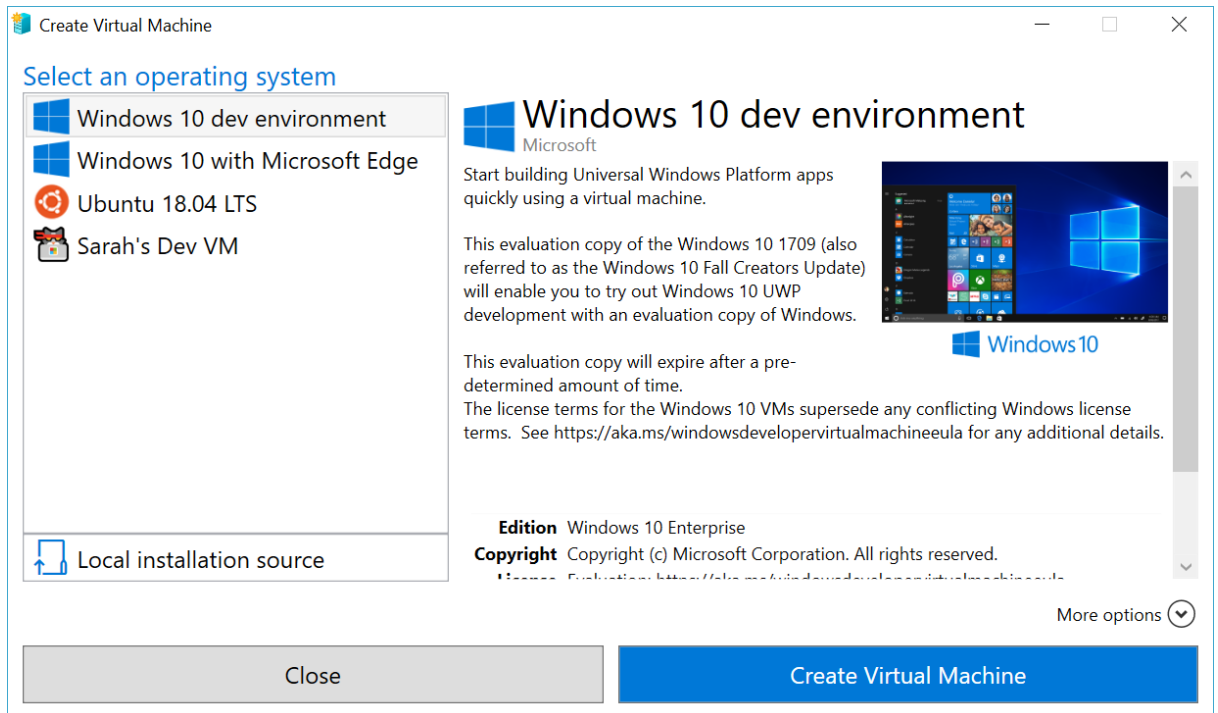 Create Virtual Machine
Select an operating system
Windows 10 dev environment
Windows 10 with Microsoft Edge
Ubuntu 18.04 LTS
Sarah's Dev VM
Local installation source
Windows 10 dev environment
Microsoft
Start building Universal Windows Platform apps
quickly using a virtual machine.
This evaluation copy of the Windows 10 1709 (also
referred to as the Windows 10 Fall Creators Update)
will enable you to try out Windows 10 UWP
development with an evaluation copy of Windows.
This evaluation copy will expire after a pre-
determined amount of time.
The license terms for the Windows 10 VMs supersede any conflicting Windows license
terms.  See https://aka.ms/windowsdevelopervirtualmachineeula for any additional details.
Windows 10
Edition Windows 10 Enterprise
Copyright Copyright (c) Microsoft Corporation. All rights reserved.
License Evaluation: https://aka.ms/windowsdevelopervirtualmachineeula
More options
Close
Create Virtual Machine